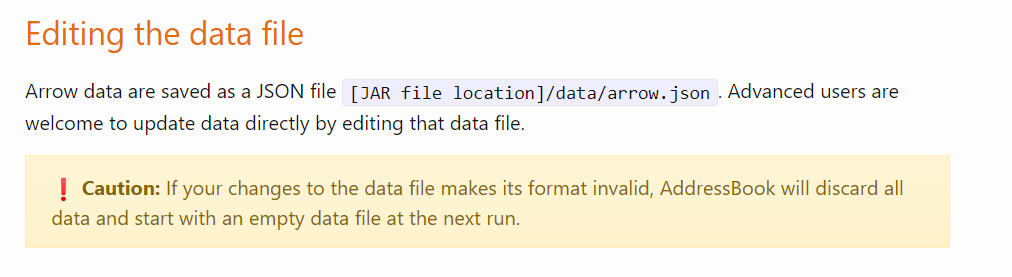 Editing the data file
Arrow data are saved as a JSON file [JAR file location]/data/arrow.json . Advanced users are
welcome to update data directly by editing that data file.
❗ Caution: If your changes to the data file makes its format invalid, AddressBook will discard all
data and start with an empty data file at the next run.